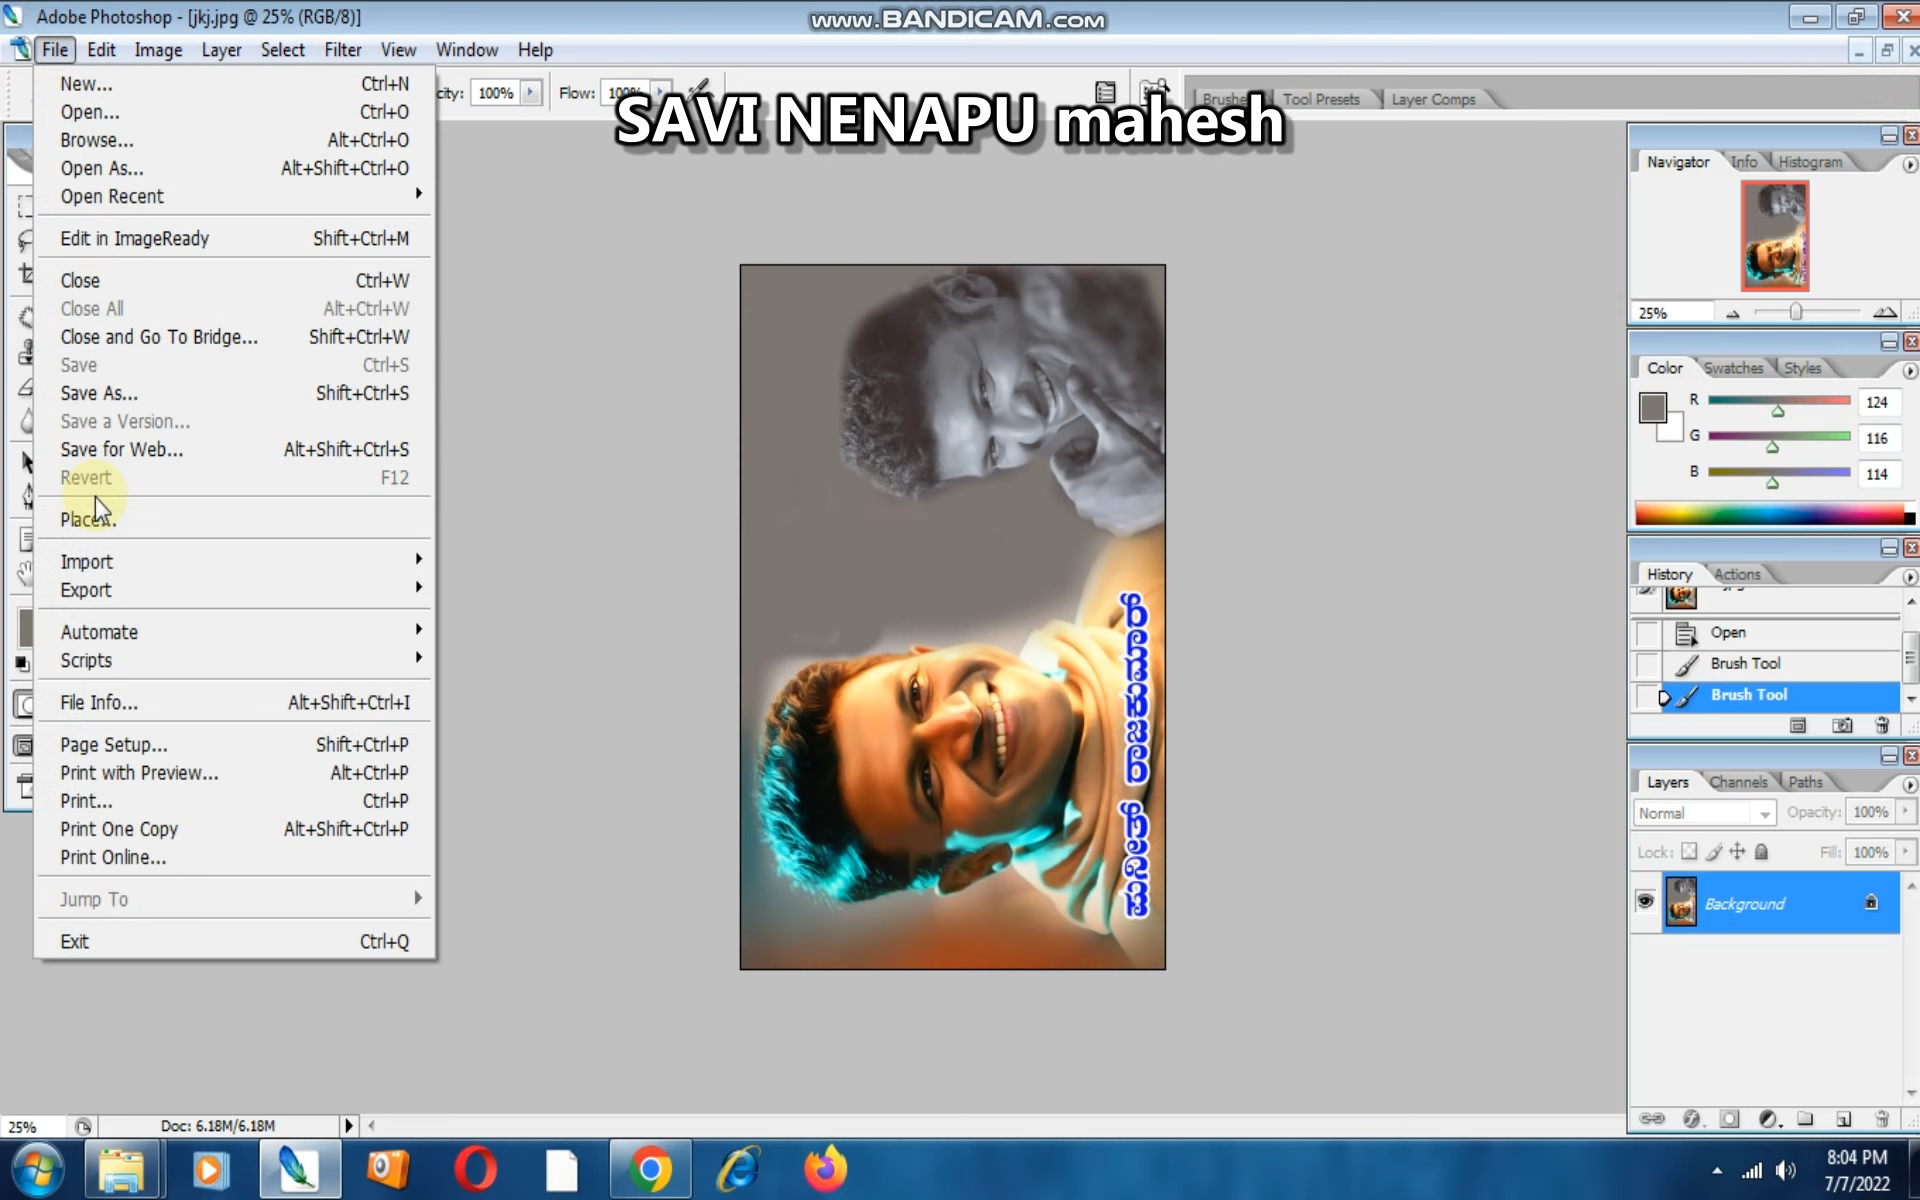 Adobe Photoshop - [jkj.jpg @ 25% (RGB/8)]
www.BANDICAM.com
File Edit Image Layer Select Filter View Window Help
New... Ctrl+N
Open... Ctrl+O
Browse... Alt+Ctrl+O
Open As... Alt+Shift+Ctrl+O
Open Recent
Edit in ImageReady Shift+Ctrl+M
Close Ctrl+W
Close All Alt+Ctrl+W
Close and Go To Bridge... Shift+Ctrl+W
Save Ctrl+S
Save As... Shift+Ctrl+S
Save a Version...
Save for Web... Alt+Shift+Ctrl+S
Revert F12
Place...
Import
Export
Automate
Scripts
File Info... Alt+Shift+Ctrl+I
Page Setup... Shift+Ctrl+P
Print with Preview... Alt+Ctrl+P
Print... Ctrl+P
Print One Copy Alt+Shift+Ctrl+P
Print Online...
Jump To
Exit Ctrl+Q
100% Flow: 100%
Brushes Tool Presets Layer Comps
SAVI NENAPU mahesh
ಪುನೀತ್ ರಾಜಕುಮಾರ್
Navigator Info Histogram
25%
Color Swatches Styles
R 124
G 116
B 114
History Actions
Open
Brush Tool
Brush Tool
Layers Channels Paths
Normal Opacity: 100%
Lock: Fill: 100%
Background
25% Doc: 6.18M/6.18M
8:04 PM
7/7/2022